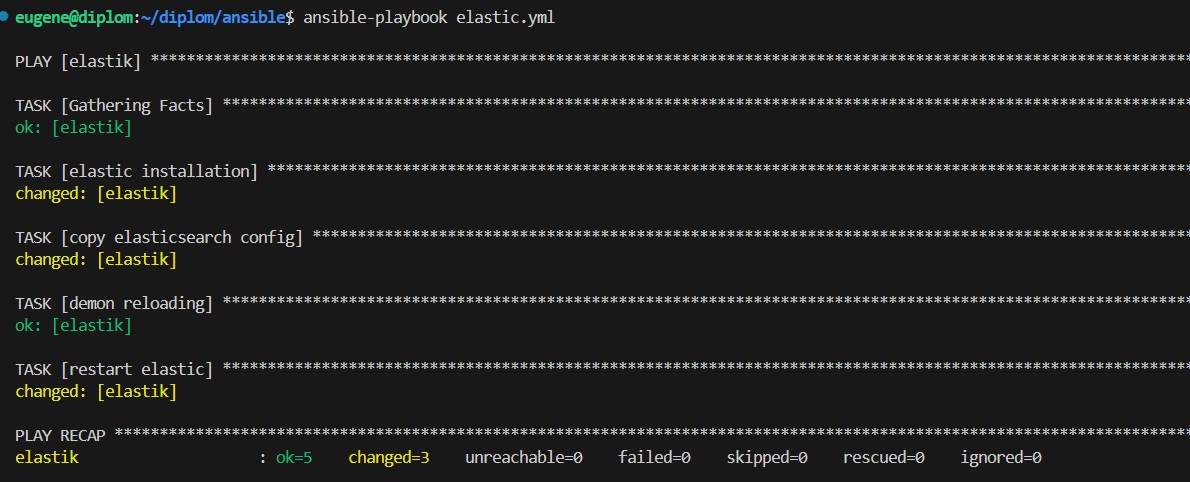 eugene@diplom:~/diplom/ansible$ ansible-playbook elastic.yml
PLAY [elastik] ***********************************************************************************************************************
TASK [Gathering Facts] ***************************************************************************************************************
ok: [elastik]
TASK [elastic installation] **********************************************************************************************************
changed: [elastik]
TASK [copy elasticsearch config] *****************************************************************************************************
changed: [elastik]
TASK [demon reloading] ***************************************************************************************************************
ok: [elastik]
TASK [restart elastic] ***************************************************************************************************************
changed: [elastik]
PLAY RECAP ***************************************************************************************************************************
elastik : ok=5 changed=3 unreachable=0 failed=0 skipped=0 rescued=0 ignored=0